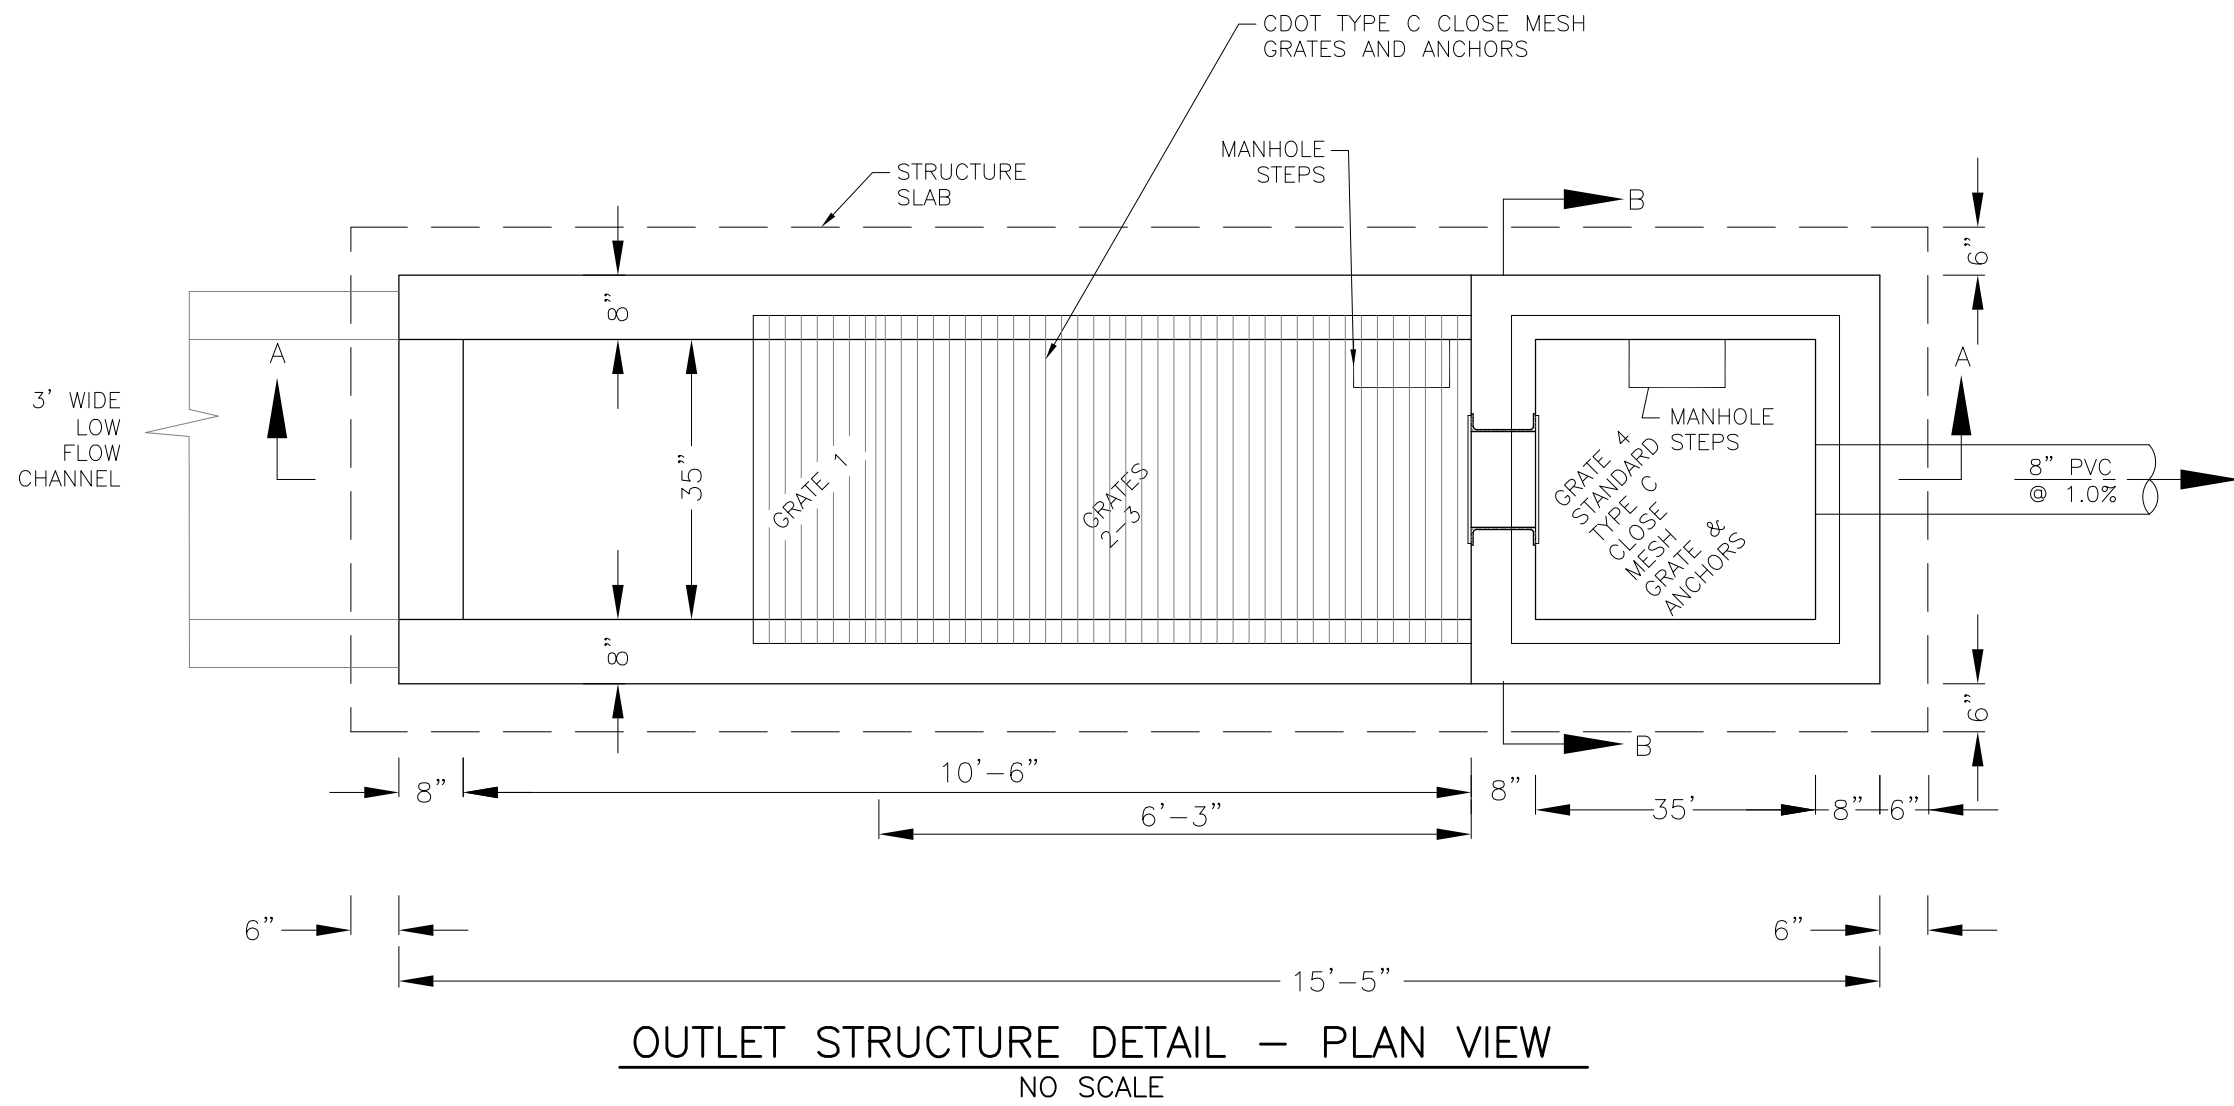 CDOT TYPE C CLOSE MESH
GRATES AND ANCHORS
MANHOLE
STEPS
STRUCTURE
SLAB
B
6”
8”
A
A
3’ WIDE
LOW
FLOW
CHANNEL
35”
GRATE 1
GRATES
2-3
MANHOLE
STEPS
GRATE 4
STANDARD
TYPE C
CLOSE
MESH
GRATE &
ANCHORS
8” PVC
@ 1.0%
8”
6”
B
8”
10’-6”
8”
35’
8”
6”
6’-3”
6”
6”
15’-5”
OUTLET STRUCTURE DETAIL - PLAN VIEW
NO SCALE